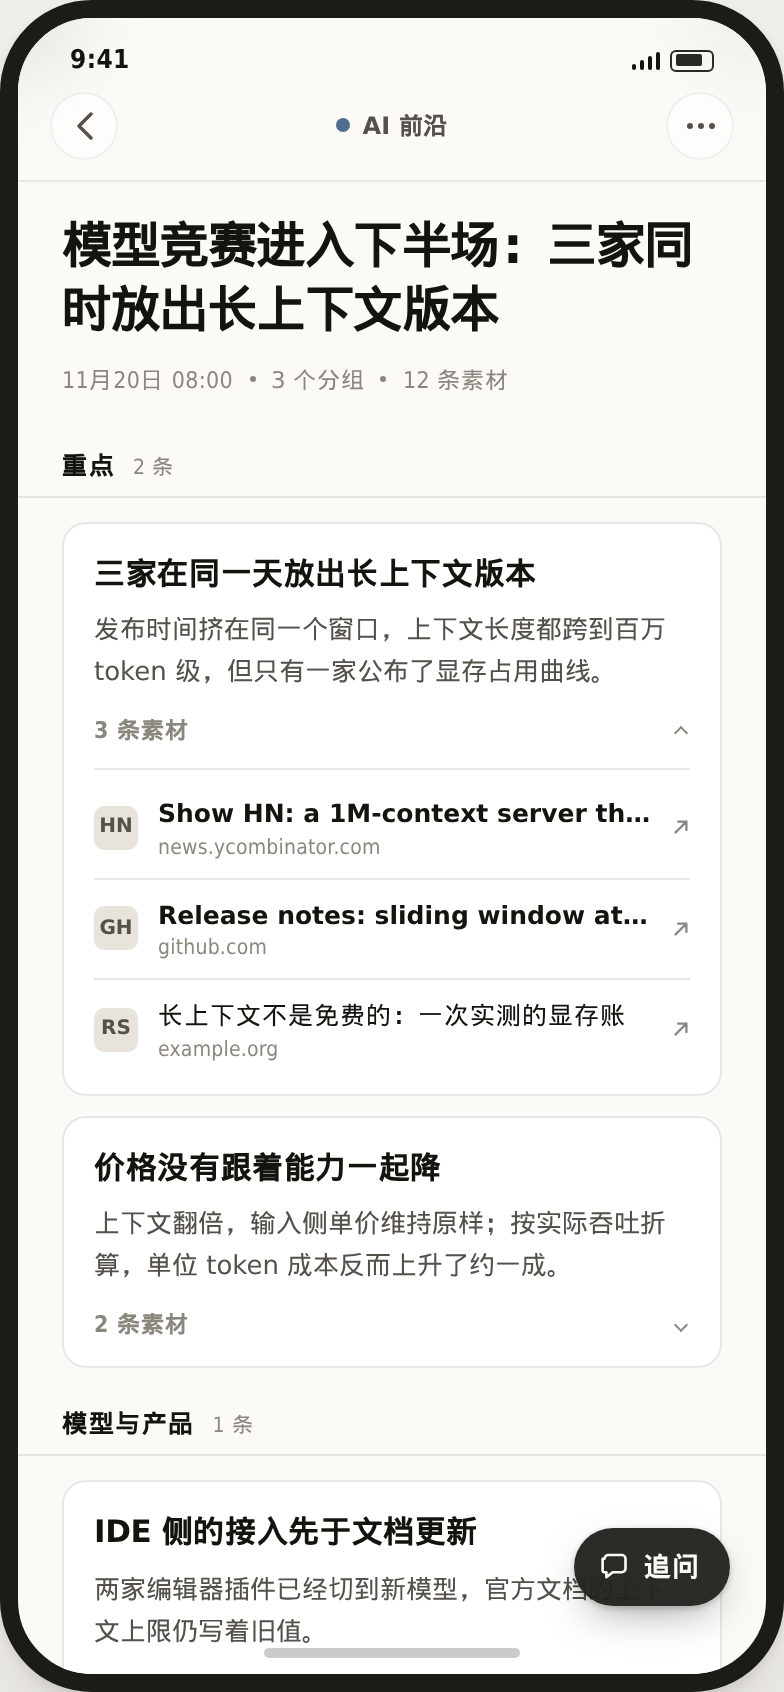 9:41
AI 前沿
模型竞赛进入下半场：三家同
时放出长上下文版本
11月20日 08:00 • 3 个分组 • 12 条素材
重点 2 条
三家在同一天放出长上下文版本
发布时间挤在同一个窗口，上下文长度都跨到百万
token 级，但只有一家公布了显存占用曲线。
3 条素材
HN Show HN: a 1M-context server th…
news.ycombinator.com
GH Release notes: sliding window at…
github.com
RS 长上下文不是免费的：一次实测的显存账
example.org
价格没有跟着能力一起降
上下文翻倍，输入侧单价维持原样；按实际吞吐折
算，单位 token 成本反而上升了约一成。
2 条素材
模型与产品 1 条
IDE 侧的接入先于文档更新
两家编辑器插件已经切到新模型，官方文档的上下
文上限仍写着旧值。
追问